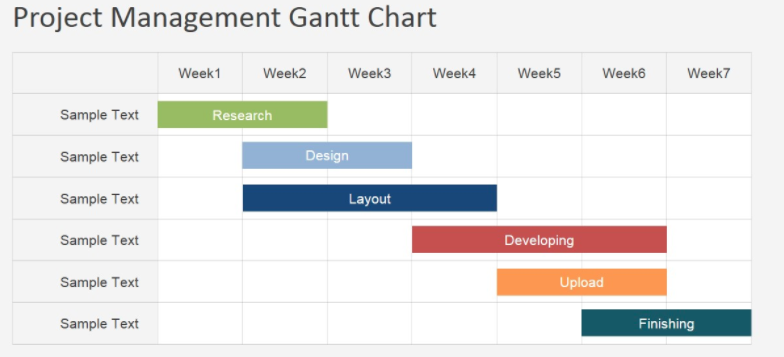 Project Management Gantt Chart
Week1 Week2 Week3 Week4 Week5 Week6 Week7
Sample Text Research
Sample Text Design
Sample Text Layout
Sample Text Developing
Sample Text Upload
Sample Text Finishing